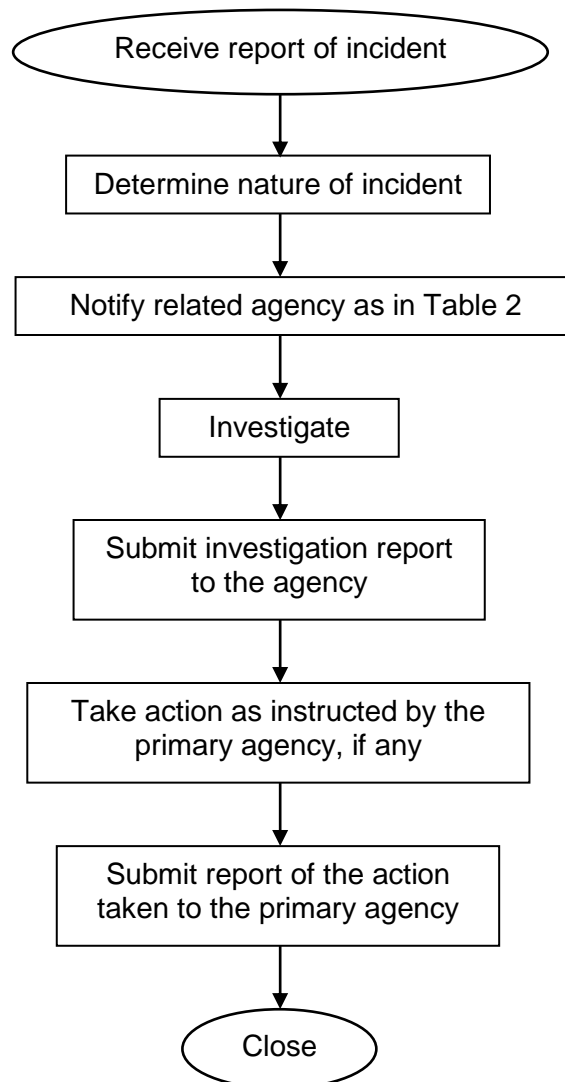 Receive report of incident
Determine nature of incident
Notify related agency as in Table 2
Investigate
Submit investigation report
to the agency
Take action as instructed by the
primary agency, if any
Submit report of the action
taken to the primary agency
Close